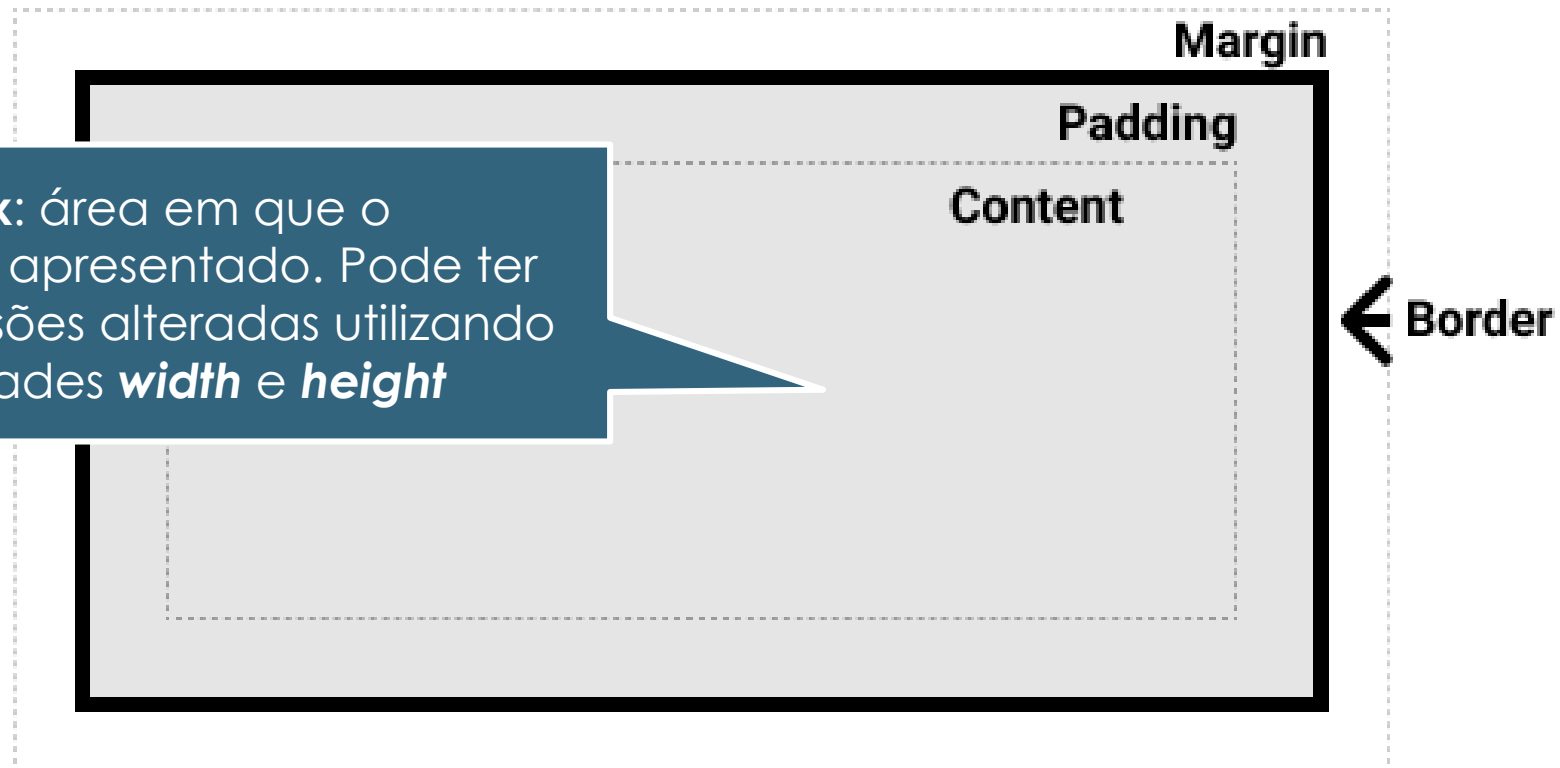 Margin
Padding
Content
x: área em que o
apresentado. Pode ter
sões alteradas utilizando
ades width e height
Border